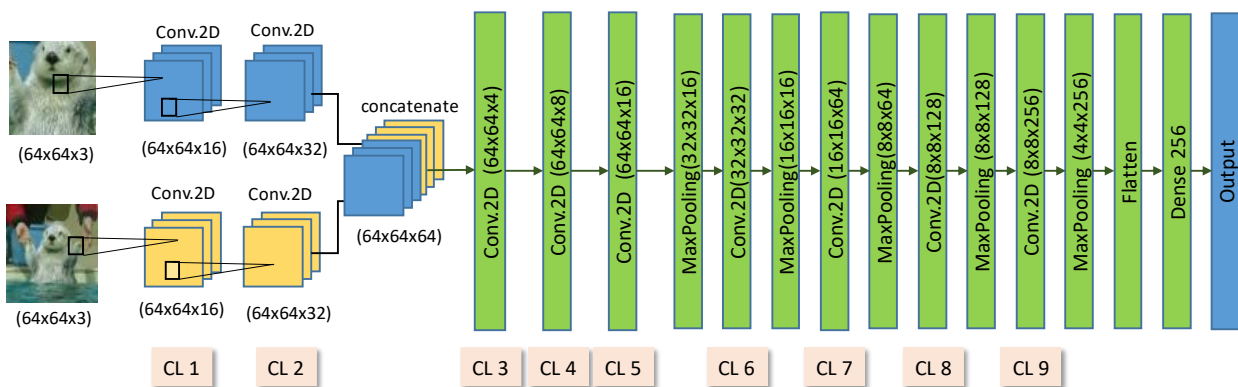 Conv.2D
Conv.2D
(64x64x3)
(64x64x16)
(64x64x32)
concatenate
(64x64x64)
Conv.2D
Conv.2D
(64x64x3)
(64x64x16)
(64x64x32)
Conv.2D (64x64x4)
Conv.2D (64x64x8)
Conv.2D (64x64x16)
MaxPooling(32x32x16)
Conv.2D(32x32x32)
MaxPooling(16x16x16)
Conv.2D (16x16x64)
MaxPooling(8x8x64)
Conv.2D(8x8x128)
MaxPooling (8x8x128)
Conv.2D (8x8x256)
MaxPooling (4x4x256)
Flatten
Dense 256
Output
CL 1
CL 2
CL 3
CL 4
CL 5
CL 6
CL 7
CL 8
CL 9